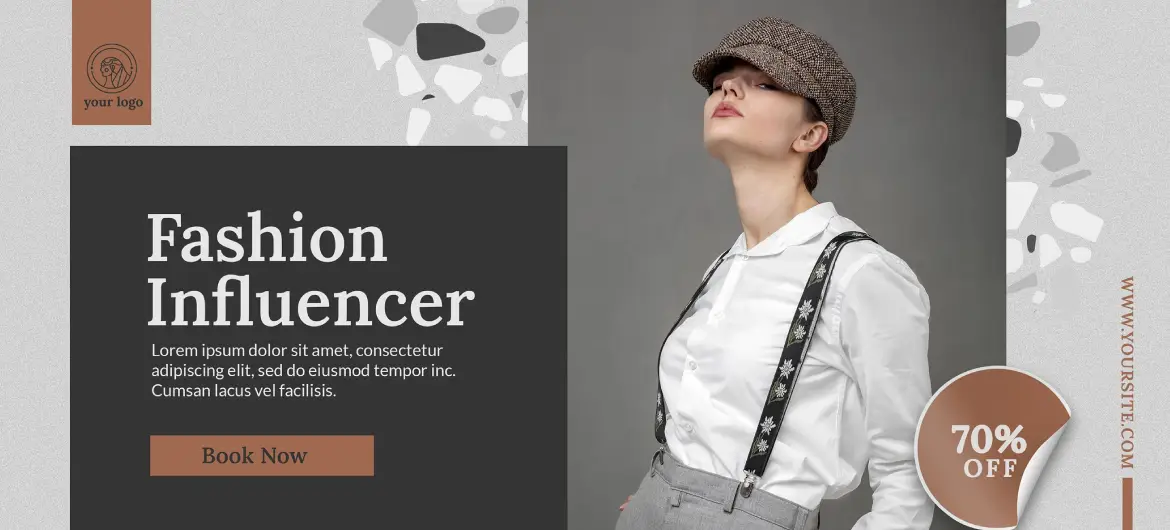 your logo
Fashion
Influencer
Lorem ipsum dolor sit amet, consectetur
adipiscing elit, sed do eiusmod tempor inc.
Cumsan lacus vel facilisis.
Book Now
70%
OFF
WWW.YOURSITE.COM